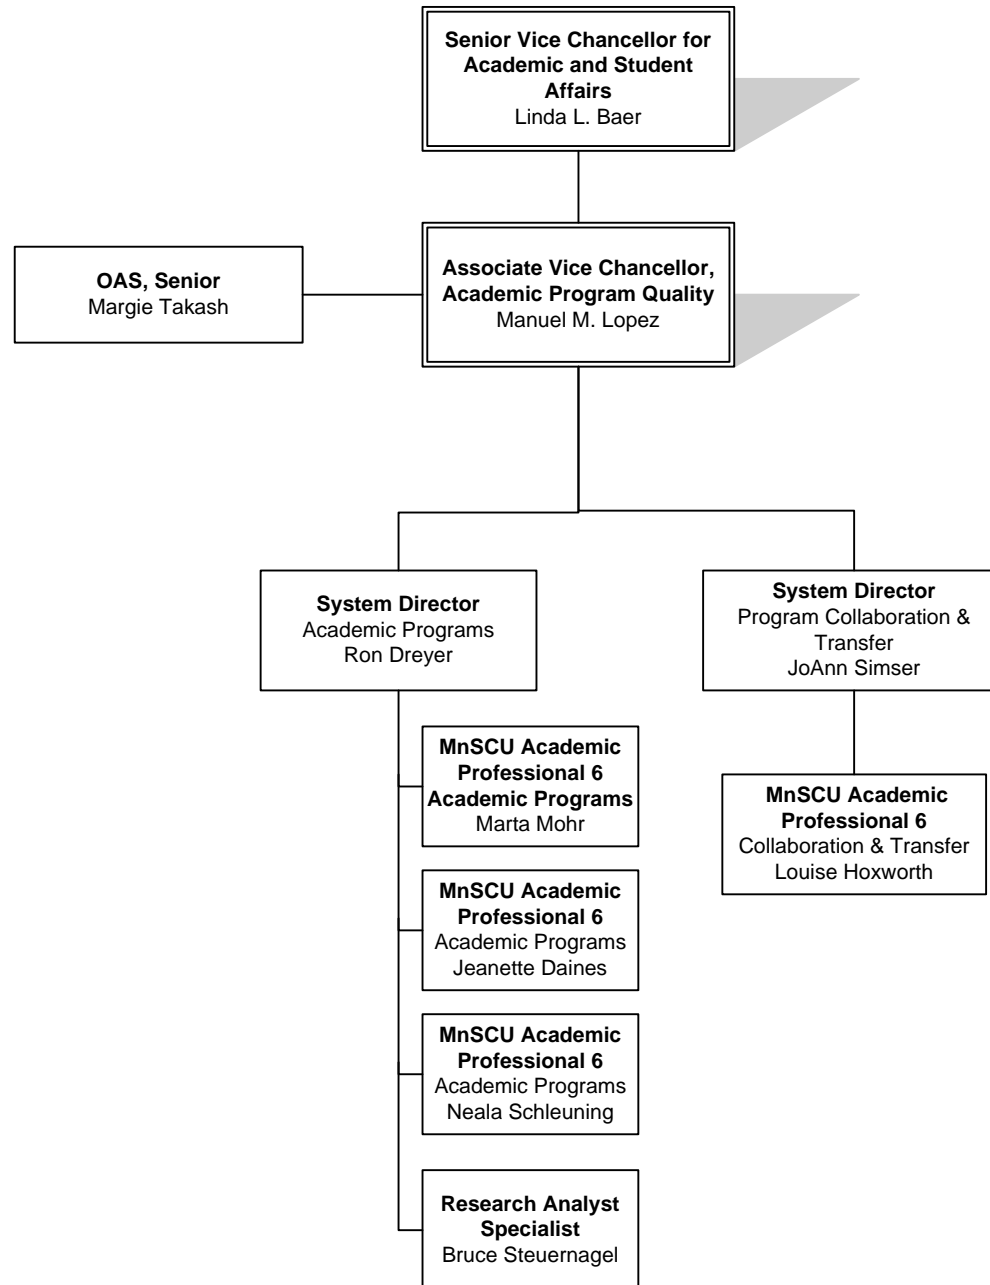 Senior Vice Chancellor for
Academic and Student
Affairs
Linda L. Baer
OAS, Senior
Margie Takash
Associate Vice Chancellor,
Academic Program Quality
Manuel M. Lopez
System Director
Academic Programs
Ron Dreyer
System Director
Program Collaboration &
Transfer
JoAnn Simser
MnSCU Academic
Professional 6
Academic Programs
Marta Mohr
MnSCU Academic
Professional 6
Collaboration & Transfer
Louise Hoxworth
MnSCU Academic
Professional 6
Academic Programs
Jeanette Daines
MnSCU Academic
Professional 6
Academic Programs
Neala Schleuning
Research Analyst
Specialist
Bruce Steuernagel